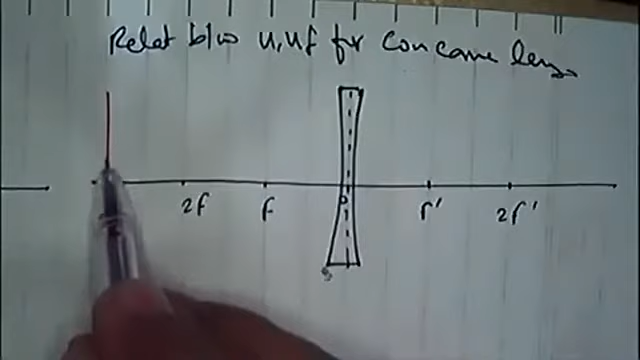 Relat b/w u,v f for Concave lens
2f f o f' 2f'